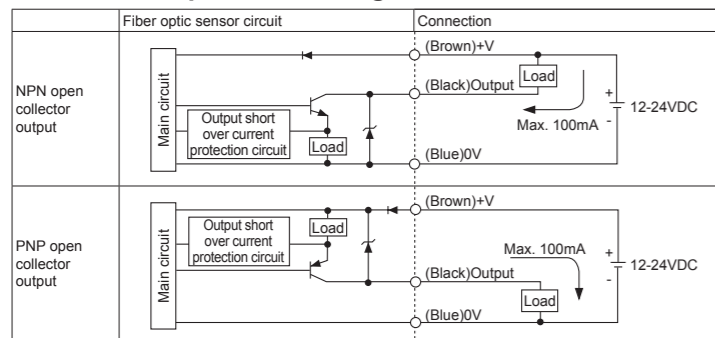 Fiber optic sensor circuit
Connection
NPN open
collector
output
Main circuit
Output short
over current
protection circuit
Load
(Brown)+V
(Black)Output
Load
Max. 100mA
+
-
12-24VDC
(Blue)0V
PNP open
collector
output
Main circuit
Output short
over current
protection circuit
Load
(Brown)+V
Max. 100mA
(Black)Output
Load
+
-
12-24VDC
(Blue)0V